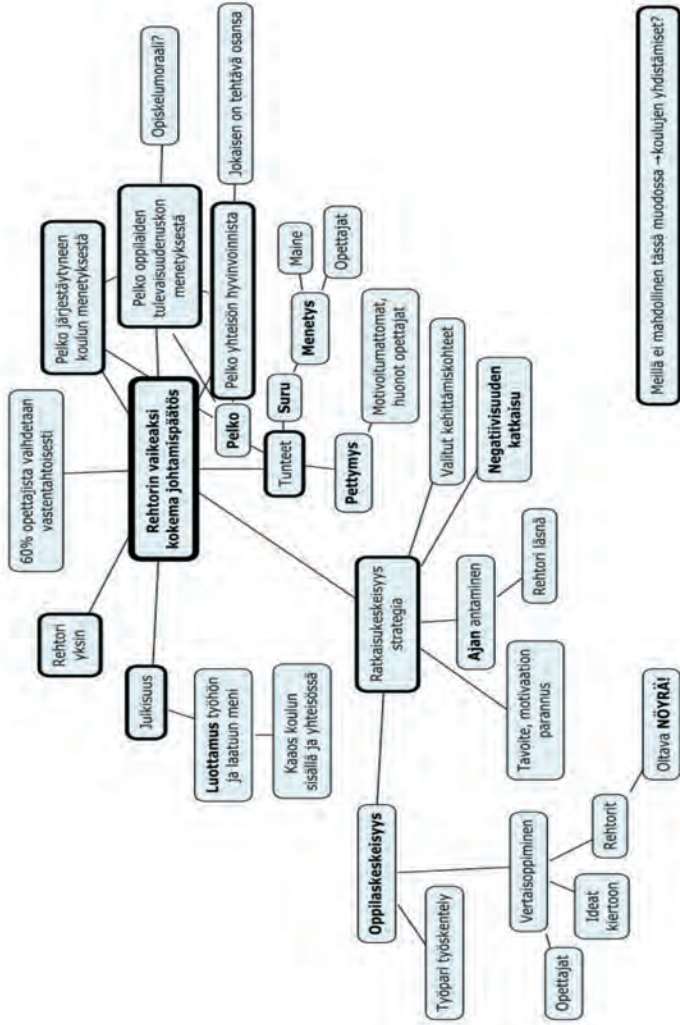 60% opettajista vaihdetaan
vastentahtoisesti
Pelko järjestäytyneen
koulun menetyksestä
Pelko oppilaiden
tulevaisuudenuskon
menetyksestä
Opiskelumoraali?
Rehtori
yksin
Rehtorin vaikeaksi
kokema johtamispäätös
Pelko yhteisön hyvinvoinnista
Jokaisen on tehtävä osansa
Julkisuus
Pelko
Tunteet
Suru
Menetys
Maine
Opettajat
Luottamus työhön
ja laatuun meni
Kaaos koulun
sisällä ja yhteisössä
Pettymys
Motivoitumattomat,
huonot opettajat
Ratkaisukeskeisyys
strategia
Valitut kehittämiskohteet
Negatiivisuuden
katkaisu
Ajan antaminen
Rehtori läsnä
Tavoite, motivaation
parannus
Oppilaskeskeisyys
Työpari työskentely
Vertaisoppiminen
Opettajat
Ideat
kiertoon
Rehtorit
Oltava NÖYRÄ!
Meillä ei mahdollinen tässä muodossa →koulujen yhdistämiset?